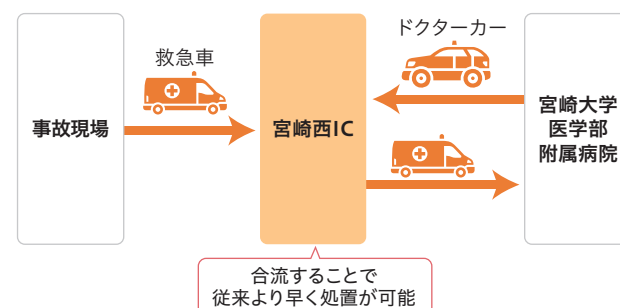 ドクターカー
救急車
事故現場
宮崎西IC
宮崎大学
医学部
附属病院
合流することで
従来より早く処置が可能